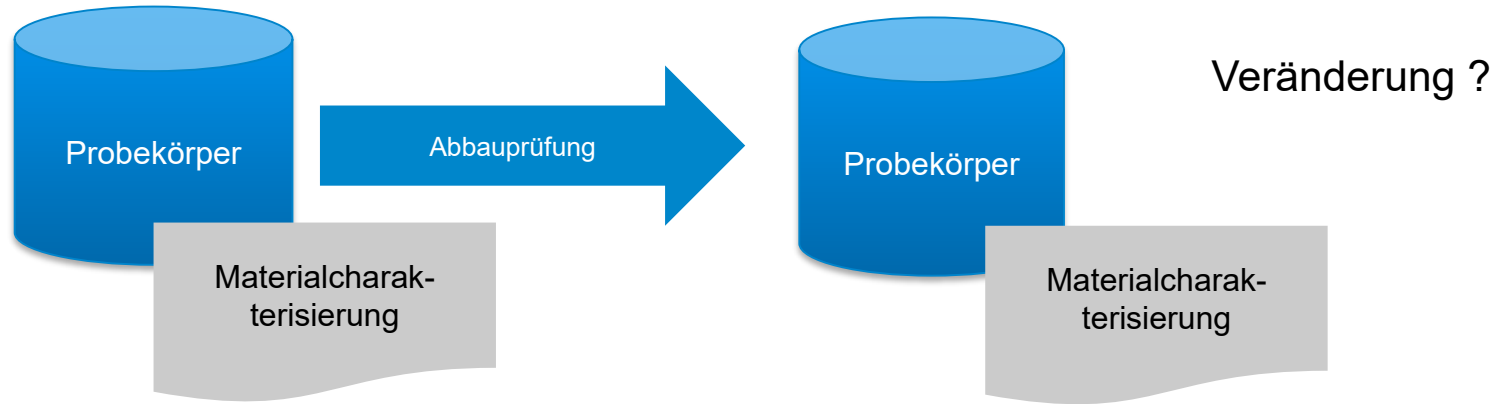 Probekörper
Abbauprüfung
Probekörper
Veränderung ?
Materialcharak-
terisierung
Materialcharak-
terisierung